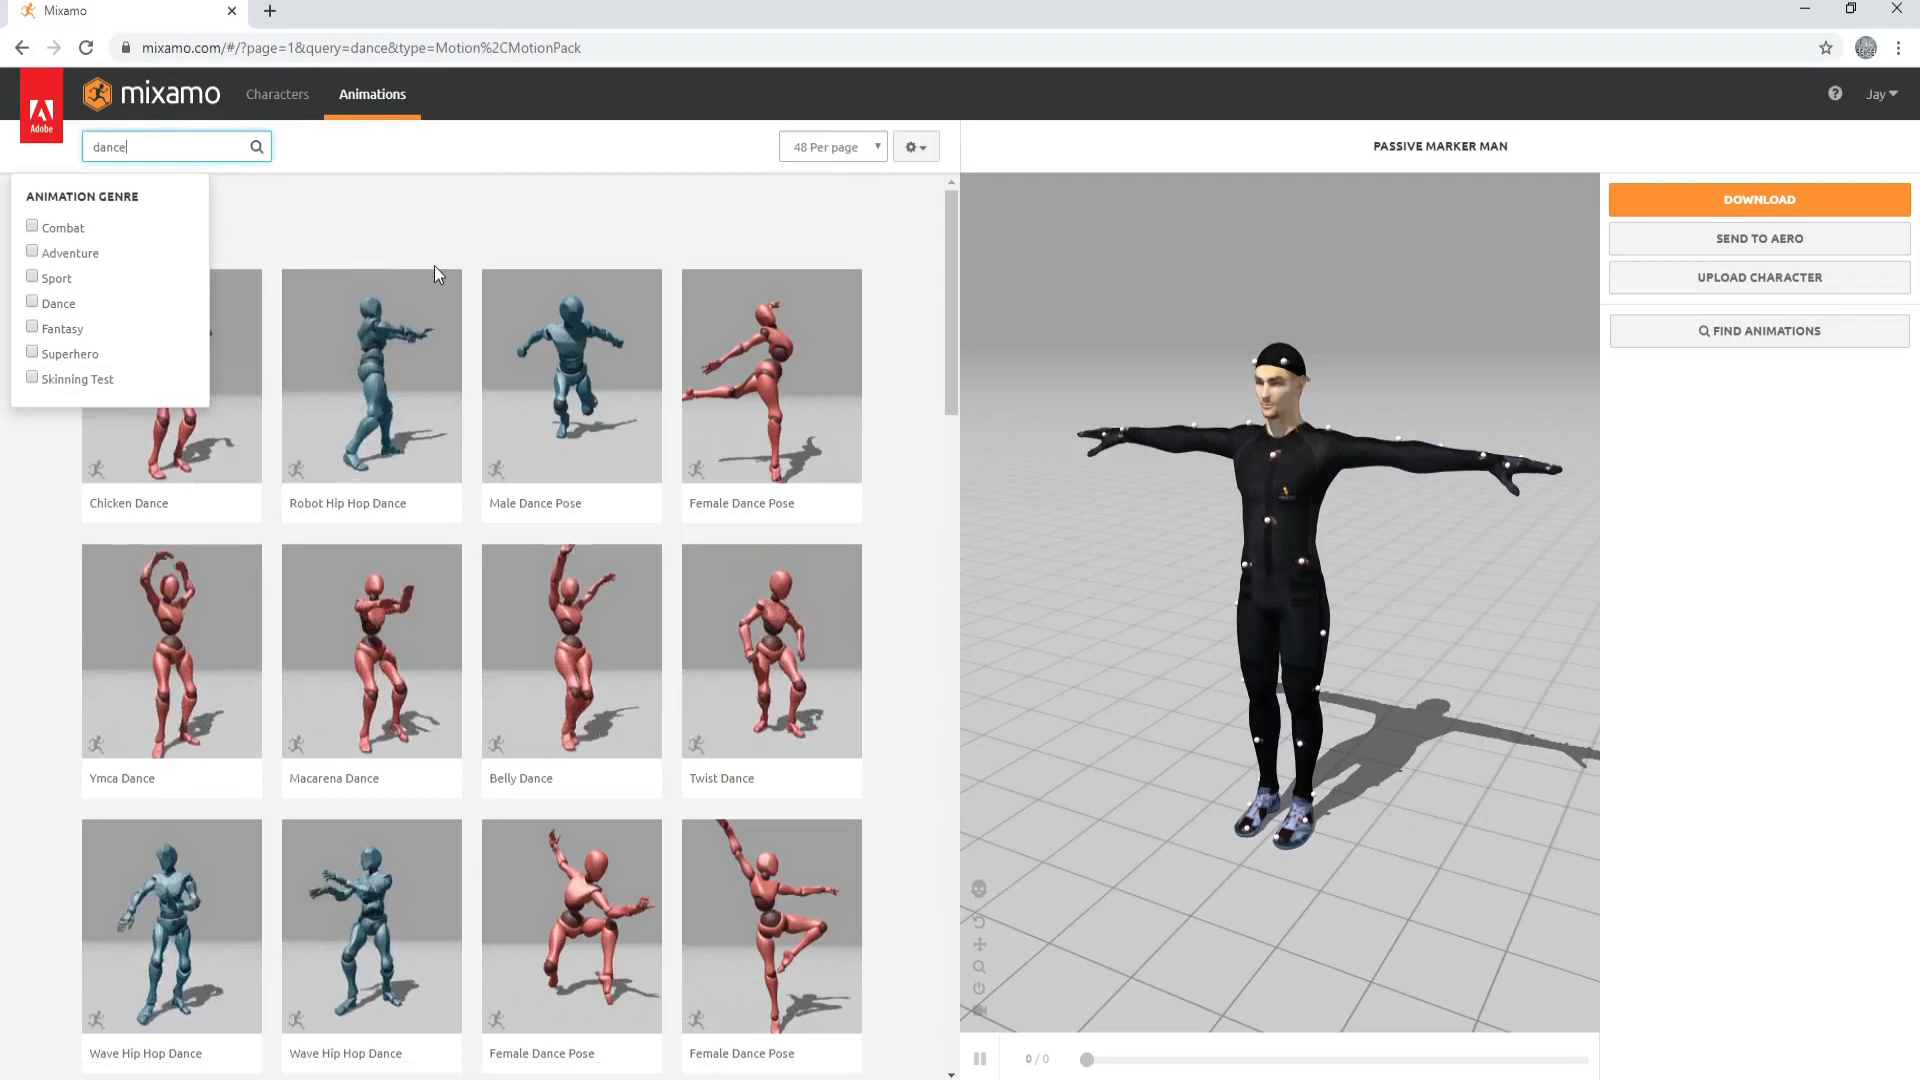 Mixamo
mixamo.com/#/?page=1&query=dance&type=Motion%2CMotionPack
Adobe
mixamo
Characters
Animations
Jay
dance
48 Per page
PASSIVE MARKER MAN
ANIMATION GENRE
Combat
Adventure
Sport
Dance
Fantasy
Superhero
Skinning Test
DOWNLOAD
SEND TO AERO
UPLOAD CHARACTER
FIND ANIMATIONS
Chicken Dance
Robot Hip Hop Dance
Male Dance Pose
Female Dance Pose
Ymca Dance
Macarena Dance
Belly Dance
Twist Dance
Wave Hip Hop Dance
Wave Hip Hop Dance
Female Dance Pose
Female Dance Pose
0 / 0